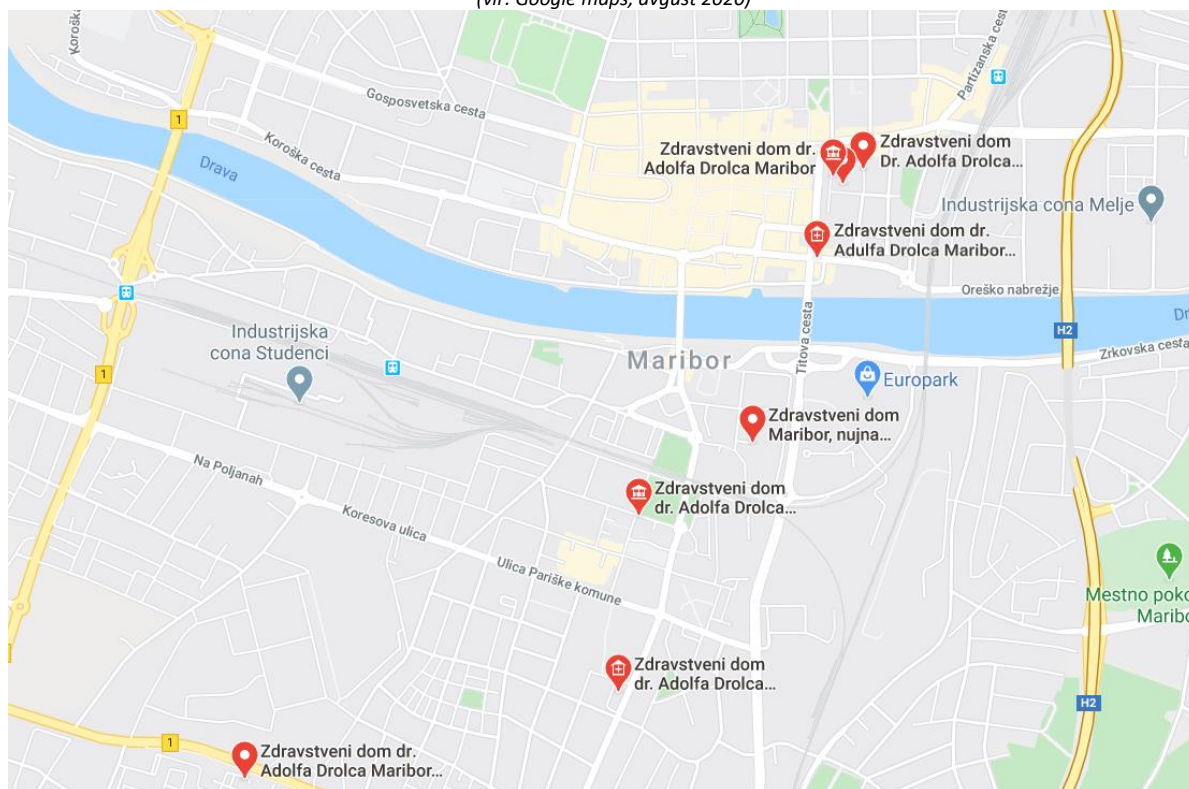 (vir: Google maps, avgust 2020)
Koroška
Partizanska cesta
Gosposvetska cesta
1
Koroška cesta
Zdravstveni dom dr.
Adolfa Drolca Maribor
Zdravstveni dom
Dr. Adolfa Drolca...
Drava
Industrijska cona Melje
Zdravstveni dom dr.
Adulfa Drolca Maribor...
Oreško nabrežje
Dr
H2
Industrijska
cona Studenci
Maribor
Titova cesta
Zrkovska cesta
1
Europark
Zdravstveni dom
Maribor, nujna...
Na Poljanah
Zdravstveni dom
dr. Adolfa Drolca...
Koresova ulica
Ulica Pariške komune
Mestno poko
Maribo
Zdravstveni dom
dr. Adolfa Drolca...
H2
1
Zdravstveni dom dr.
Adolfa Drolca Maribor...